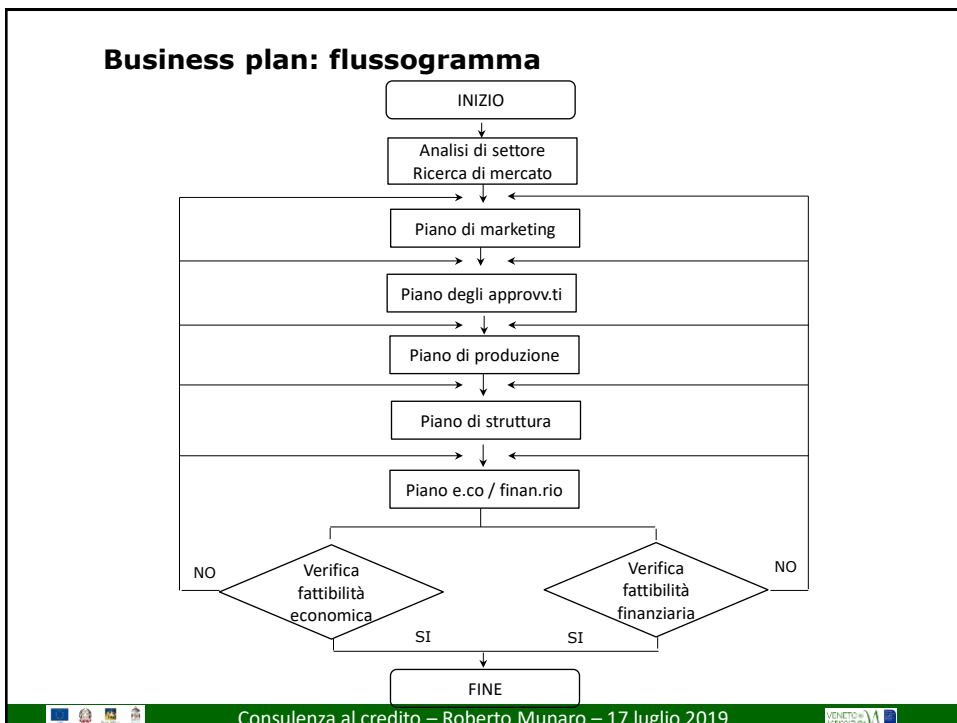 Business plan: flussogramma
INIZIO
Analisi di settore
Ricerca di mercato
Piano di marketing
Piano degli approvv.ti
Piano di produzione
Piano di struttura
Piano e.co / finan.rio
NO
Verifica
fattibilità
economica
Verifica
fattibilità
finanziaria
NO
SI
SI
FINE
Consulenza al credito – Roberto Munaro – 17 luglio 2019
VENETO